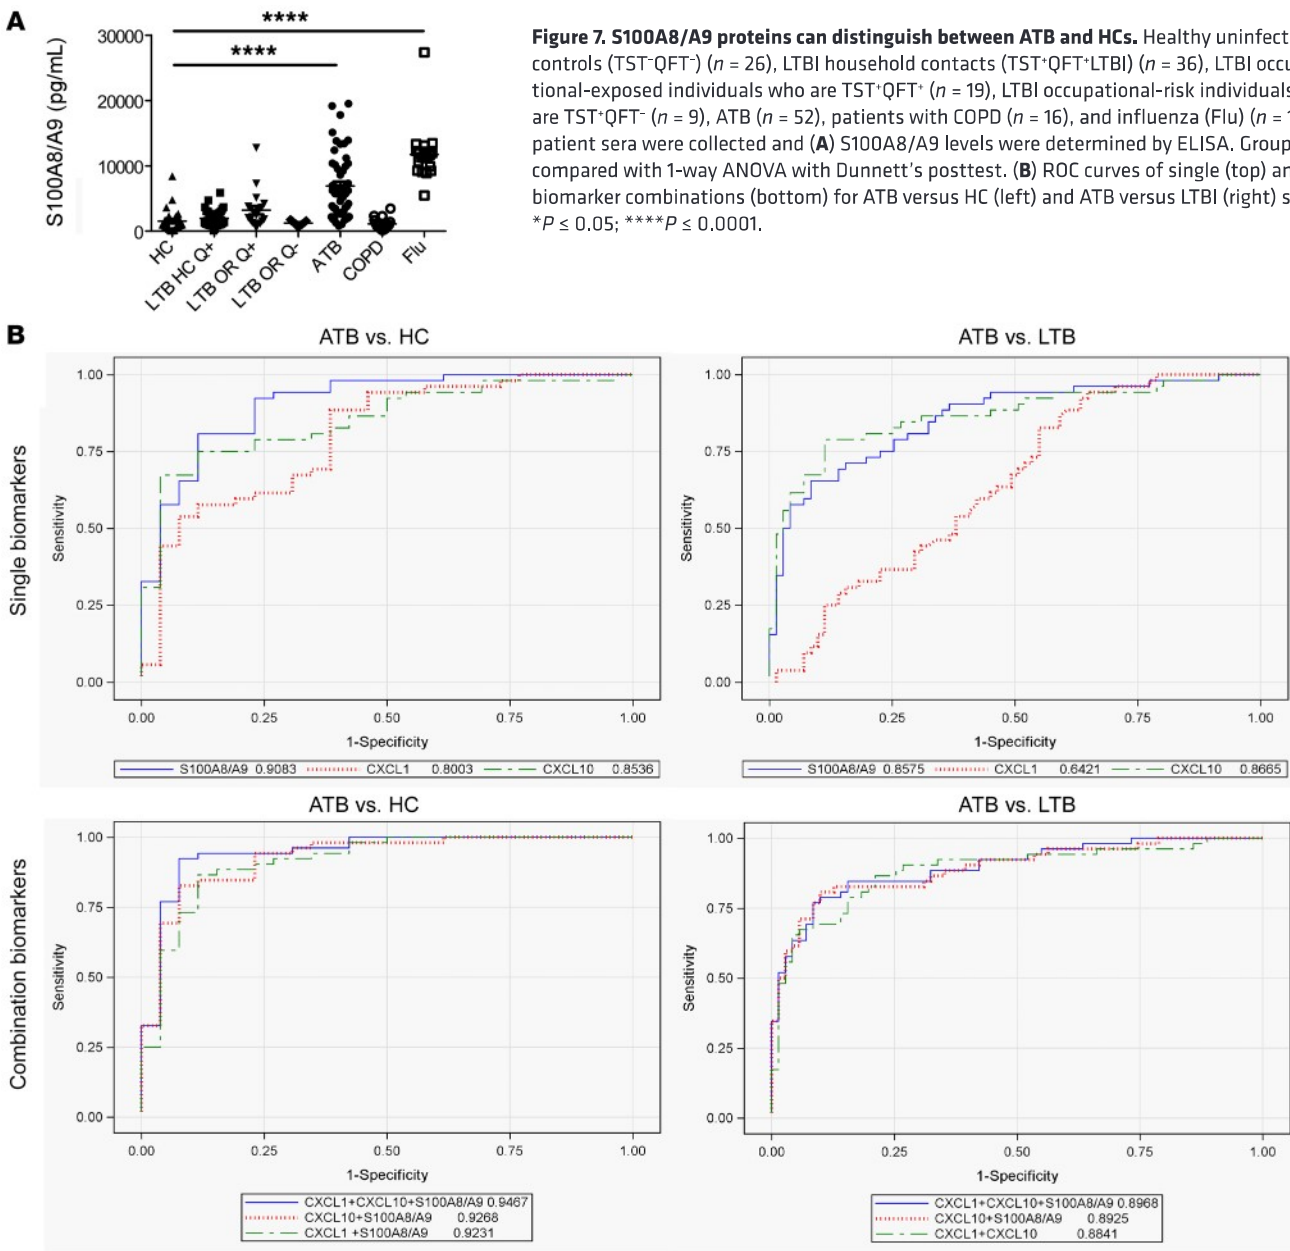 A
****
****
S100A8/A9 (pg/mL)
30000
20000
10000
0
HC
LTB HC Q+
LTB OR Q+
LTB OR Q-
ATB
COPD
Flu
Figure 7. S100A8/A9 proteins can distinguish between ATB and HCs. Healthy uninfect
controls (TST⁻QFT⁻) (n = 26), LTBI household contacts (TST⁺QFT⁺LTBI) (n = 36), LTBI occu
tional-exposed individuals who are TST⁺QFT⁺ (n = 19), LTBI occupational-risk individuals
are TST⁺QFT⁻ (n = 9), ATB (n = 52), patients with COPD (n = 16), and influenza (Flu) (n = 1
patient sera were collected and (A) S100A8/A9 levels were determined by ELISA. Group
compared with 1-way ANOVA with Dunnett's posttest. (B) ROC curves of single (top) an
biomarker combinations (bottom) for ATB versus HC (left) and ATB versus LTBI (right) s
*P ≤ 0.05; ****P ≤ 0.0001.
B
Single biomarkers
ATB vs. HC
Sensitivity
1.00
0.75
0.50
0.25
0.00
0.00 0.25 0.50 0.75 1.00
1-Specificity
S100A8/A9 0.9083 CXCL1 0.8003 CXCL10 0.8536
ATB vs. LTB
Sensitivity
1.00
0.75
0.50
0.25
0.00
0.00 0.25 0.50 0.75 1.00
1-Specificity
S100A8/A9 0.8575 CXCL1 0.6421 CXCL10 0.8665
Combination biomarkers
ATB vs. HC
Sensitivity
1.00
0.75
0.50
0.25
0.00
0.00 0.25 0.50 0.75 1.00
1-Specificity
CXCL1+CXCL10+S100A8/A9 0.9467
CXCL10+S100A8/A9 0.9268
CXCL1 +S100A8/A9 0.9231
ATB vs. LTB
Sensitivity
1.00
0.75
0.50
0.25
0.00
0.00 0.25 0.50 0.75 1.00
1-Specificity
CXCL1+CXCL10+S100A8/A9 0.8968
CXCL10+S100A8/A9 0.8925
CXCL1+CXCL10 0.8841